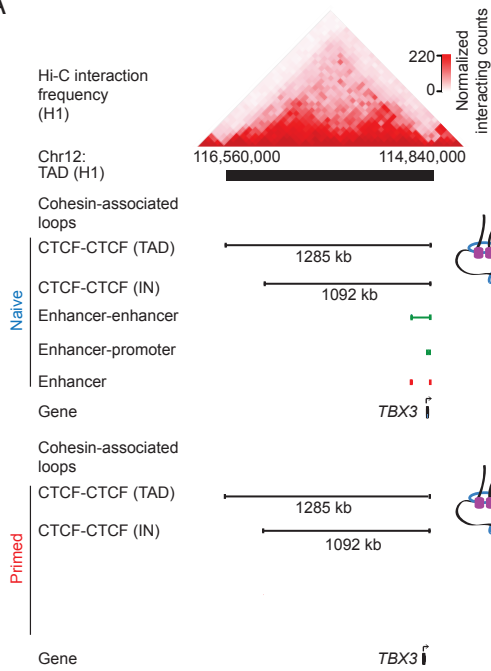 Hi-C interaction
frequency
(H1)
220
0
Normalized
interacting counts
Chr12:
116,560,000
114,840,000
TAD (H1)
Cohesin-associated
loops
Naive
CTCF-CTCF (TAD)
1285 kb
CTCF-CTCF (IN)
1092 kb
Enhancer-enhancer
Enhancer-promoter
Enhancer
Gene
TBX3
Cohesin-associated
loops
Primed
CTCF-CTCF (TAD)
1285 kb
CTCF-CTCF (IN)
1092 kb
Gene
TBX3